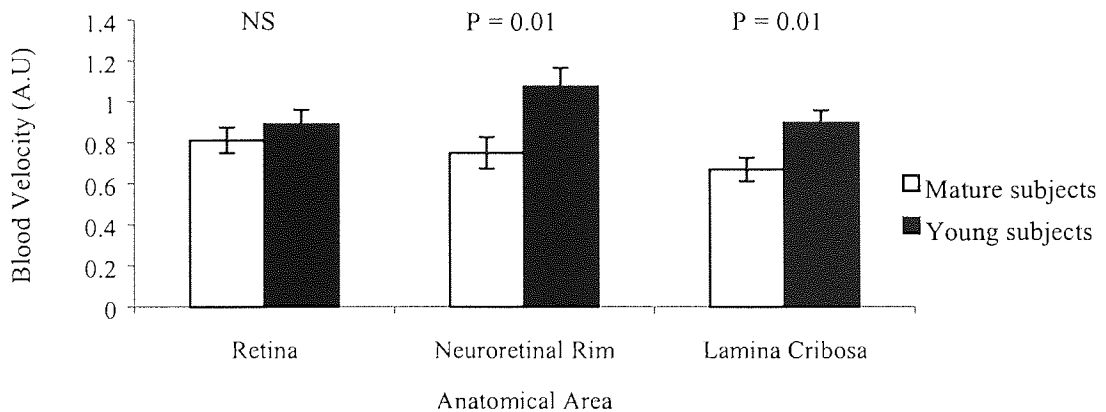 1.4
NS
P = 0.01
P = 0.01
1.2
1
0.8
0.6
0.4
0.2
0
Blood Velocity (A.U)
Mature subjects
Young subjects
Retina
Neuroretinal Rim
Lamina Cribosa
Anatomical Area